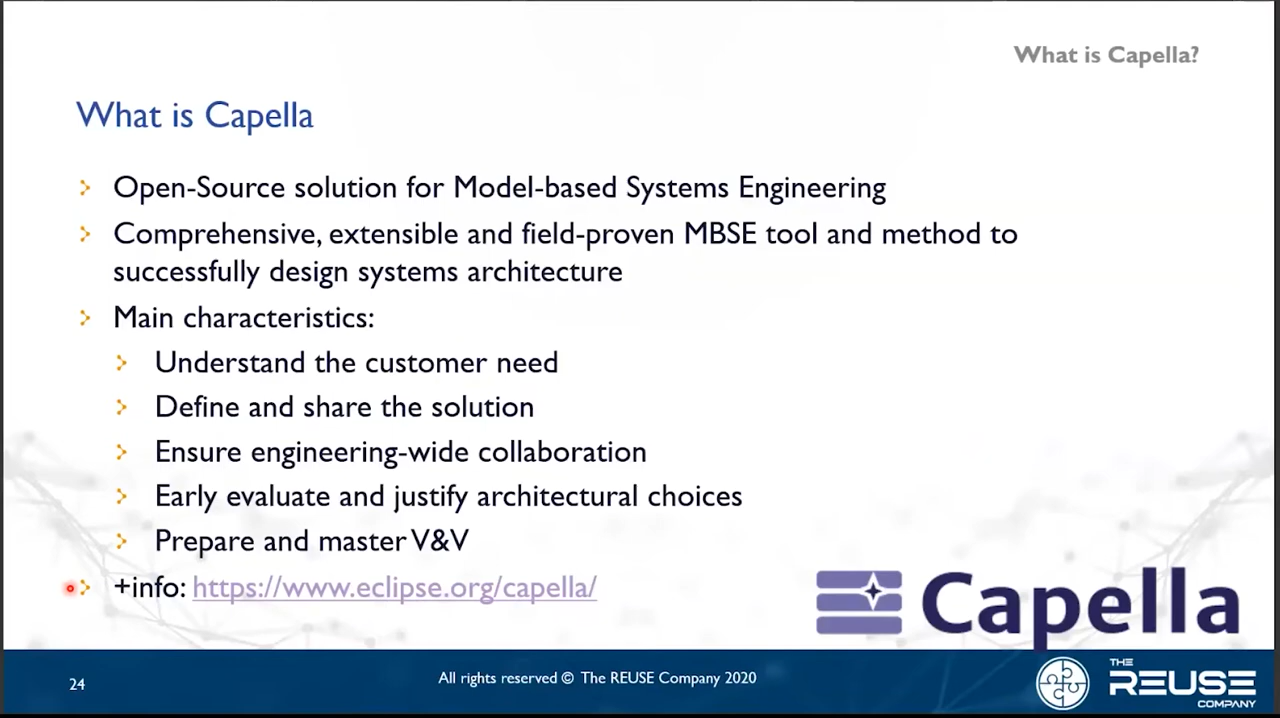 What is Capella?
What is Capella
Open-Source solution for Model-based Systems Engineering
Comprehensive, extensible and field-proven MBSE tool and method to
successfully design systems architecture
Main characteristics:
Understand the customer need
Define and share the solution
Ensure engineering-wide collaboration
Early evaluate and justify architectural choices
Prepare and master V&V
+info: https://www.eclipse.org/capella/
Capella
24
All rights reserved © The REUSE Company 2020
THE
REUSE
COMPANY